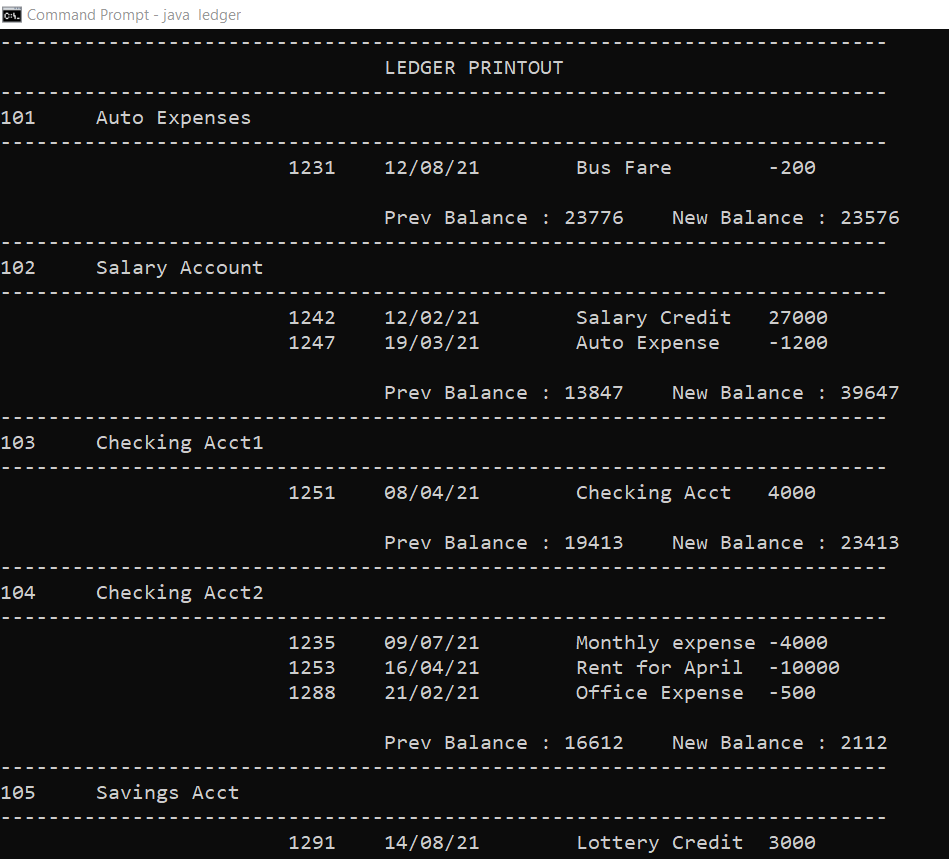 Command Prompt - java  ledger
--------------------------------------------------------------------------
                                LEDGER PRINTOUT
--------------------------------------------------------------------------
101     Auto Expenses
--------------------------------------------------------------------------
                        1231    12/08/21        Bus Fare        -200
                                Prev Balance : 23776    New Balance : 23576
--------------------------------------------------------------------------
102     Salary Account
--------------------------------------------------------------------------
                        1242    12/02/21        Salary Credit   27000
                        1247    19/03/21        Auto Expense    -1200
                                Prev Balance : 13847    New Balance : 39647
--------------------------------------------------------------------------
103     Checking Acct1
--------------------------------------------------------------------------
                        1251    08/04/21        Checking Acct   4000
                                Prev Balance : 19413    New Balance : 23413
--------------------------------------------------------------------------
104     Checking Acct2
--------------------------------------------------------------------------
                        1235    09/07/21        Monthly expense -4000
                        1253    16/04/21        Rent for April  -10000
                        1288    21/02/21        Office Expense  -500
                                Prev Balance : 16612    New Balance : 2112
--------------------------------------------------------------------------
105     Savings Acct
--------------------------------------------------------------------------
                        1291    14/08/21        Lottery Credit  3000